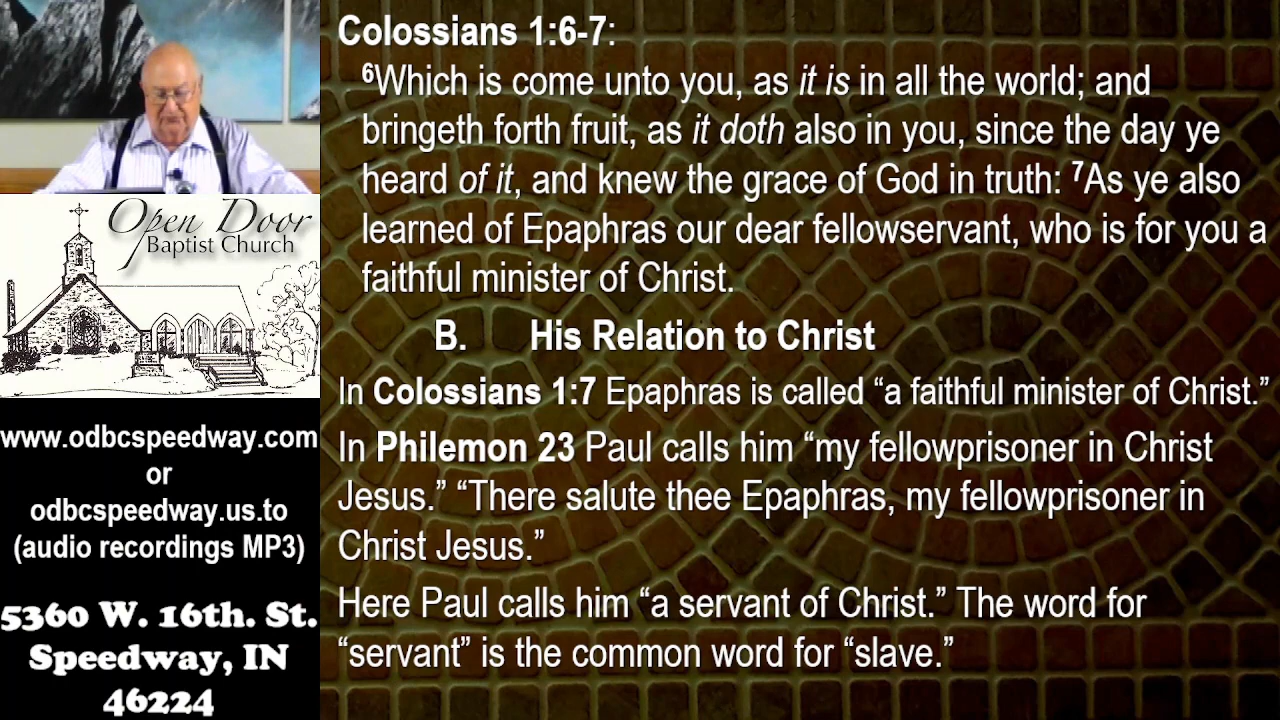 Open Door
Baptist Church
www.odbcspeedway.com
or
odbcspeedway.us.to
(audio recordings MP3)
5360 W. 16th. St.
Speedway, IN
46224
Colossians 1:6-7:
⁶Which is come unto you, as it is in all the world; and
bringeth forth fruit, as it doth also in you, since the day ye
heard of it, and knew the grace of God in truth: ⁷As ye also
learned of Epaphras our dear fellowservant, who is for you a
faithful minister of Christ.
B. His Relation to Christ
In Colossians 1:7 Epaphras is called “a faithful minister of Christ.”
In Philemon 23 Paul calls him “my fellowprisoner in Christ
Jesus.” “There salute thee Epaphras, my fellowprisoner in
Christ Jesus.”
Here Paul calls him “a servant of Christ.” The word for
“servant” is the common word for “slave.”